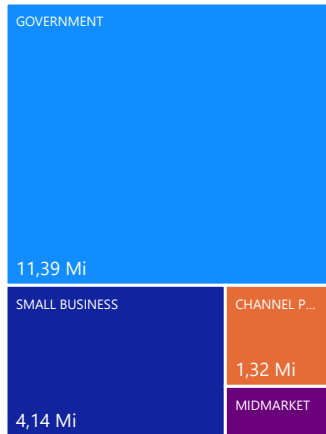 GOVERNMENT
11,39 Mi
SMALL BUSINESS
4,14 Mi
CHANNEL P...
1,32 Mi
MIDMARKET